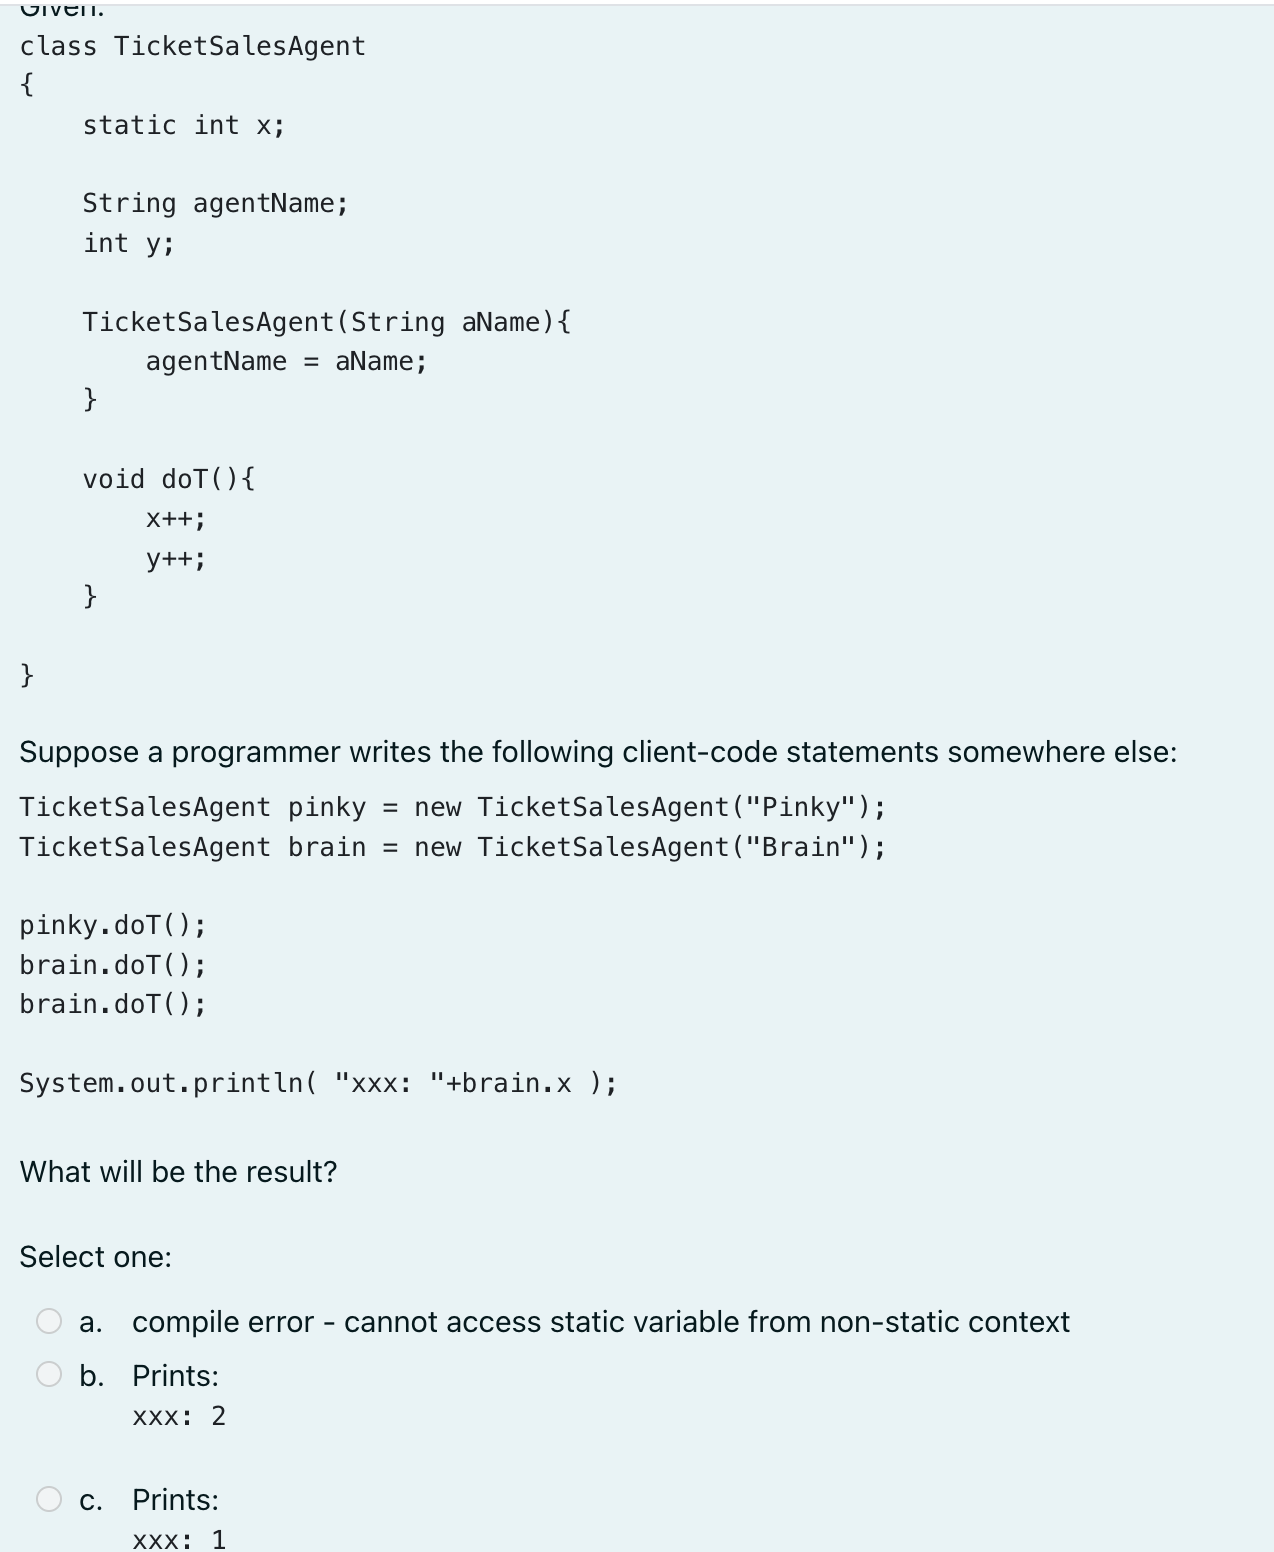 Given:
class TicketSalesAgent
{
    static int x;
    String agentName;
    int y;
    TicketSalesAgent(String aName){
        agentName = aName;
    }
    void doT(){
        x++;
        y++;
    }
}
Suppose a programmer writes the following client-code statements somewhere else:
TicketSalesAgent pinky = new TicketSalesAgent("Pinky");
TicketSalesAgent brain = new TicketSalesAgent("Brain");
pinky.doT();
brain.doT();
brain.doT();
System.out.println( "xxx: "+brain.x );
What will be the result?
Select one:
a. compile error - cannot access static variable from non-static context
b. Prints:
xxx: 2
c. Prints:
xxx: 1